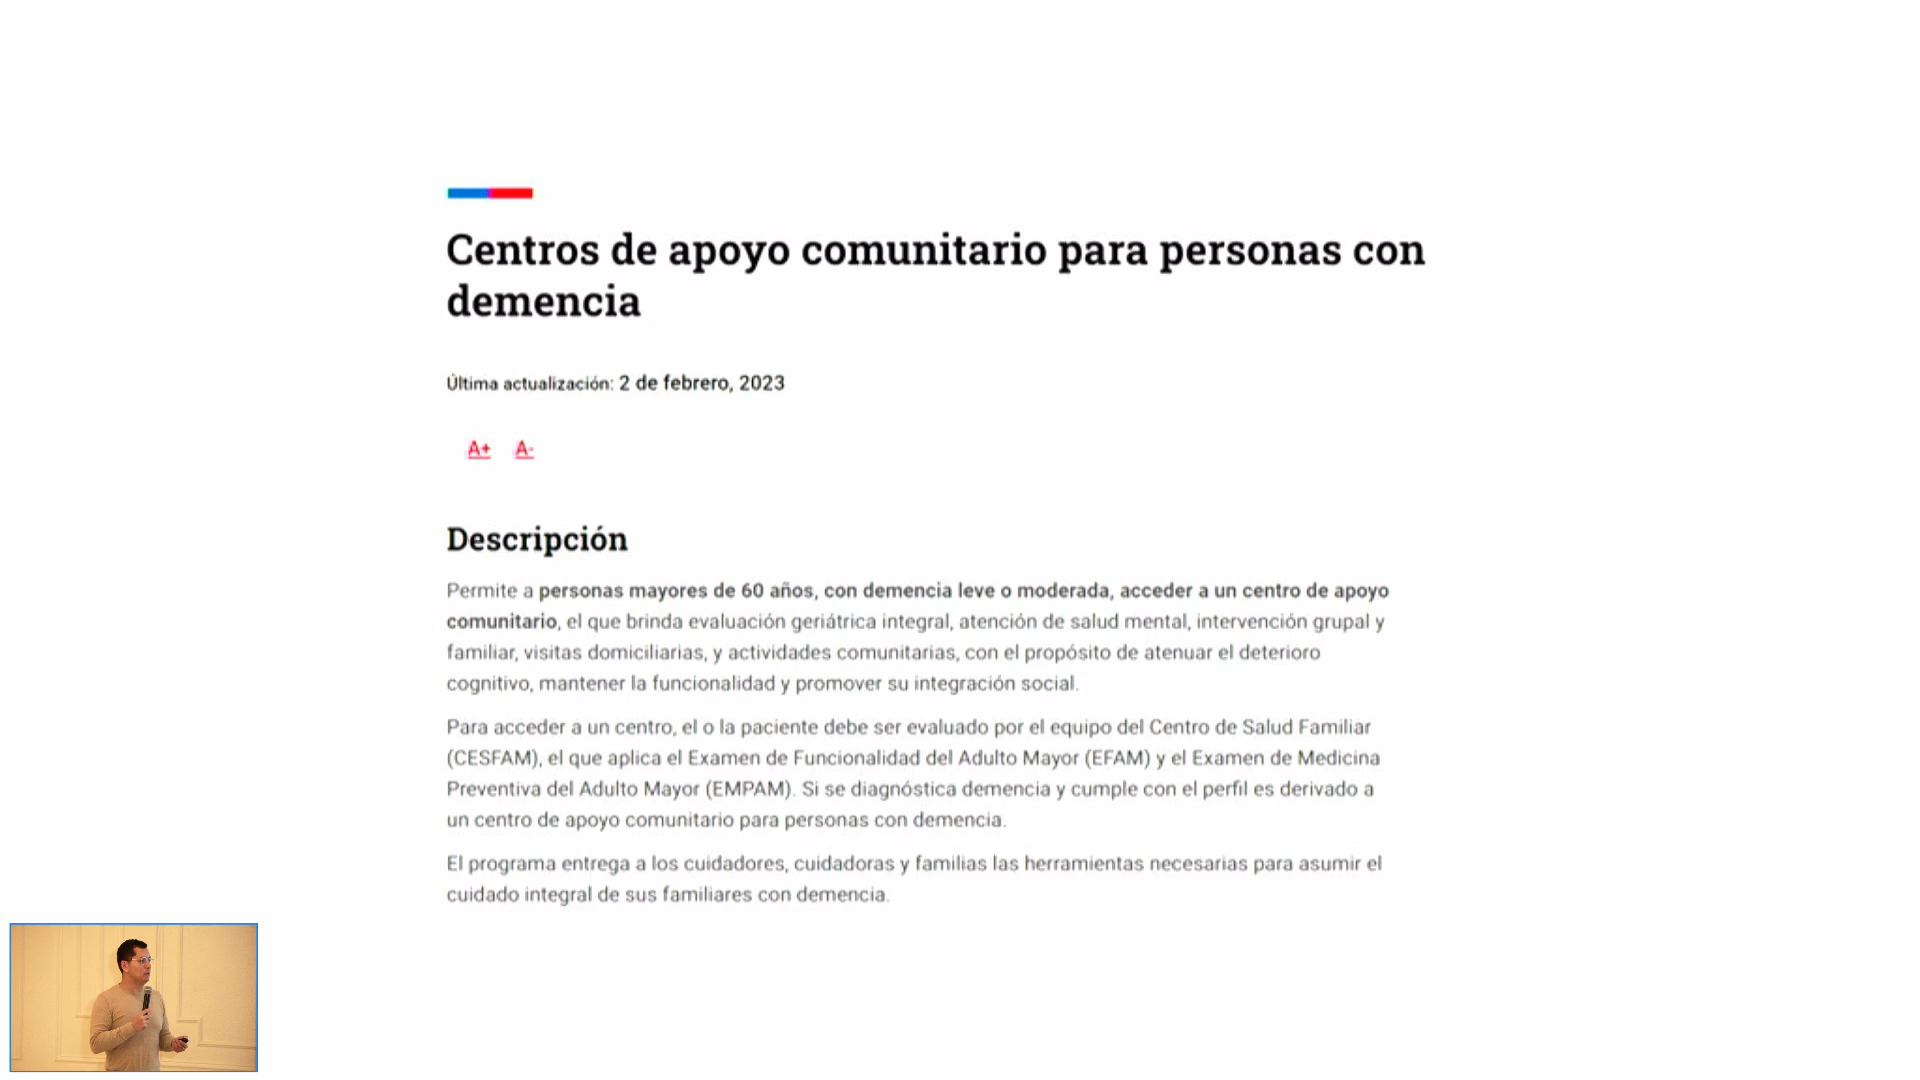 Centros de apoyo comunitario para personas con
demencia
Última actualización: 2 de febrero, 2023
A+ A-
Descripción
Permite a personas mayores de 60 años, con demencia leve o moderada, acceder a un centro de apoyo
comunitario, el que brinda evaluación geriátrica integral, atención de salud mental, intervención grupal y
familiar, visitas domiciliarias, y actividades comunitarias, con el propósito de atenuar el deterioro
cognitivo, mantener la funcionalidad y promover su integración social.
Para acceder a un centro, el o la paciente debe ser evaluado por el equipo del Centro de Salud Familiar
(CESFAM), el que aplica el Examen de Funcionalidad del Adulto Mayor (EFAM) y el Examen de Medicina
Preventiva del Adulto Mayor (EMPAM). Si se diagnóstica demencia y cumple con el perfil es derivado a
un centro de apoyo comunitario para personas con demencia.
El programa entrega a los cuidadores, cuidadoras y familias las herramientas necesarias para asumir el
cuidado integral de sus familiares con demencia.